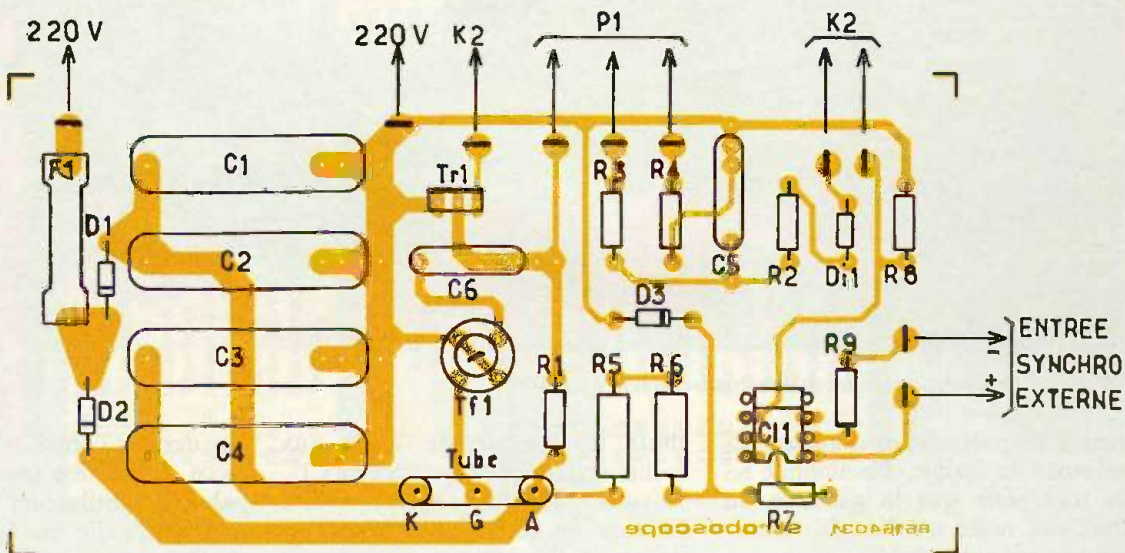 220 V
220 V
K2
P1
K2
F1
C1
Tr1
R3
R4
D1
C2
C6
C5
R2
Di1
R8
D3
C3
R1
R5
R6
R9
ENTREE
-
SYNCHRO
+
EXTERNE
D2
Tf1
CI1
C4
Tube
K
G
A
R7
stroboscope